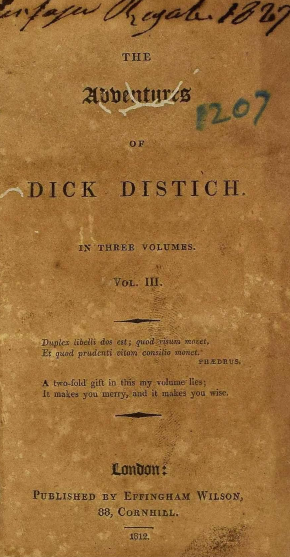 1827
THE
Adventures
1207
OF
DICK DISTICH.
IN THREE VOLUMES.
VOL. III.
Duplex libelli dos est; quod risum movet,
Et quod prudenti vitam consilio monet.
PHÆDRUS.
A two-fold gift in this my volume lies;
It makes you merry, and it makes you wise.
London:
PUBLISHED BY EFFINGHAM WILSON,
88, CORNHILL.
1812.